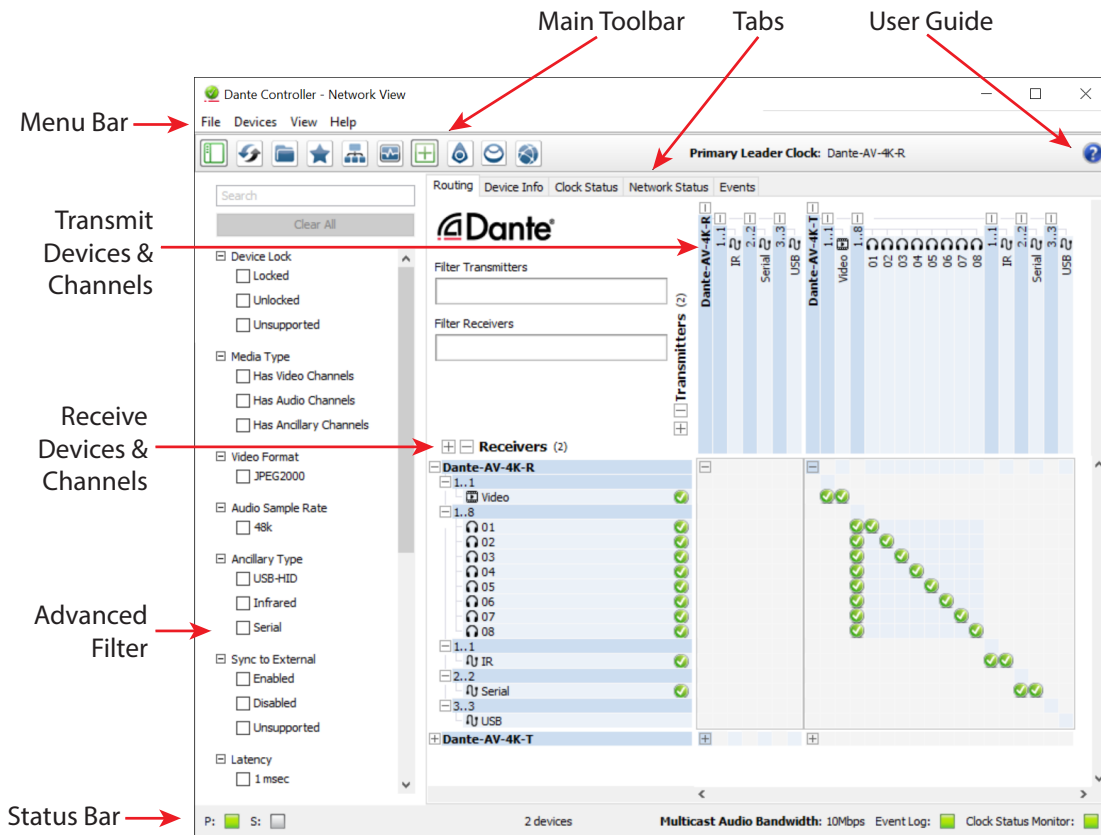 Main Toolbar
Tabs
User Guide
Dante Controller - Network View
Menu Bar
File Devices View Help
Primary Leader Clock: Dante-AV-4K-R
Search
Clear All
Routing Device Info Clock Status Network Status Events
Transmit
Devices &
Channels
Dante®
Filter Transmitters
Filter Receivers
Transmitters (2)
Dante-AV-4K-R
1..1
IR
2..2
Serial
3..3
USB
Dante-AV-4K-T
1..1
Video
1..8
01
02
03
04
05
06
07
08
1..1
IR
2..2
Serial
3..3
USB
Device Lock
Locked
Unlocked
Unsupported
Media Type
Has Video Channels
Has Audio Channels
Has Ancillary Channels
Video Format
JPEG2000
Audio Sample Rate
48k
Ancillary Type
USB-HID
Infrared
Serial
Sync to External
Enabled
Disabled
Unsupported
Latency
1 msec
Receive
Devices &
Channels
Receivers (2)
Dante-AV-4K-R
1..1
Video
1..8
01
02
03
04
05
06
07
08
1..1
IR
2..2
Serial
3..3
USB
Dante-AV-4K-T
Advanced
Filter
Status Bar
P: S: 2 devices Multicast Audio Bandwidth: 10Mbps Event Log: Clock Status Monitor: